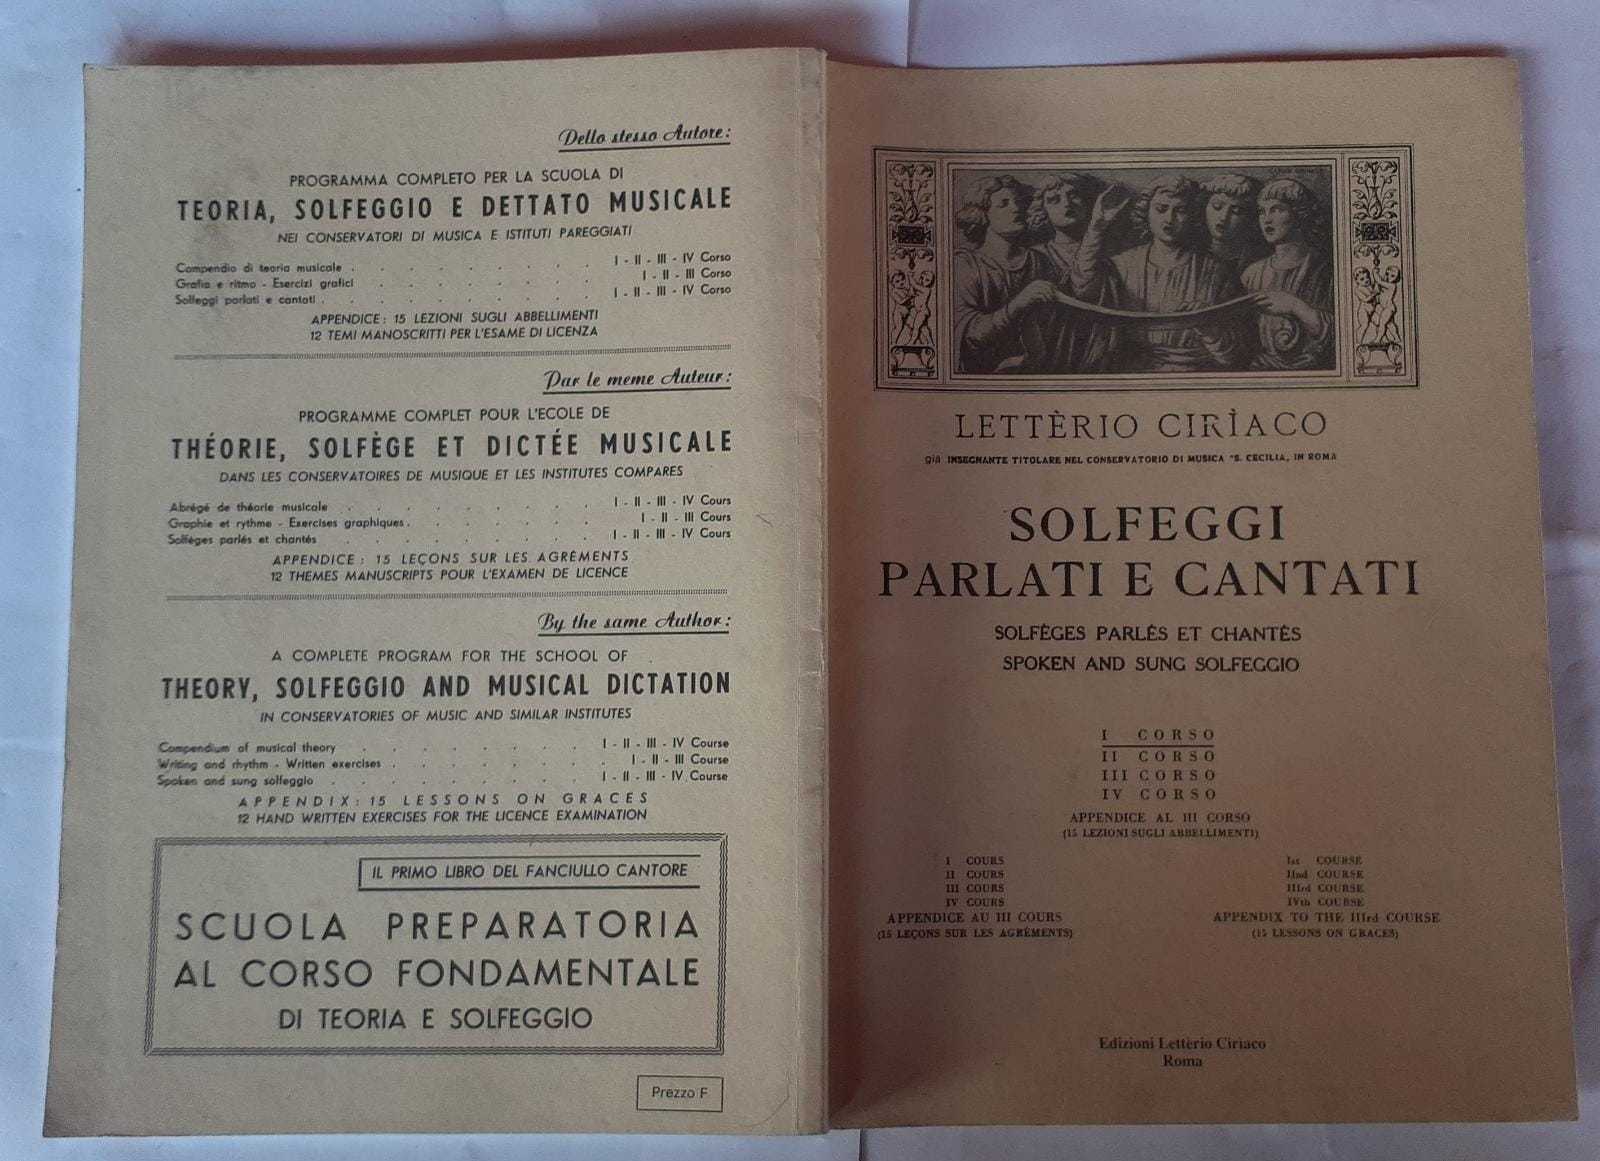 Dello stesso Autore:
PROGRAMMA COMPLETO PER LA SCUOLA DI
TEORIA, SOLFEGGIO E DETTATO MUSICALE
NEI CONSERVATORI DI MUSICA E ISTITUTI PAREGGIATI
Compendio di teoria musicale . . . . . . . . . I - II - III - IV Corso
Grafia e ritmo - Esercizi grafici . . . . . . . . I - II - III Corso
Solfeggi parlati e cantati . . . . . . . . . . I - II - III - IV Corso
APPENDICE: 15 LEZIONI SUGLI ABBELLIMENTI
12 TEMI MANOSCRITTI PER L'ESAME DI LICENZA
Par le meme Auteur:
PROGRAMME COMPLET POUR L'ECOLE DE
THÉORIE, SOLFÈGE ET DICTÉE MUSICALE
DANS LES CONSERVATOIRES DE MUSIQUE ET LES INSTITUTES COMPARES
Abrégé de théorie musicale . . . . . . . . . I - II - III - IV Cours
Graphie et rythme - Exercises graphiques . . . . . . . I - II - III Cours
Solfèges parlés et chantés . . . . . . . . . I - II - III - IV Cours
APPENDICE : 15 LEÇONS SUR LES AGRÉMENTS
12 THEMES MANUSCRIPTS POUR L'EXAMEN DE LICENCE
By the same Author:
A COMPLETE PROGRAM FOR THE SCHOOL OF
THEORY, SOLFEGGIO AND MUSICAL DICTATION
IN CONSERVATORIES OF MUSIC AND SIMILAR INSTITUTES
Compendium of musical theory . . . . . . . . I - II - III - IV Course
Writing and rhythm - Written exercises . . . . . . . . I - II - III Course
Spoken and sung solfeggio . . . . . . . . . I - II - III - IV Course
APPENDIX: 15 LESSONS ON GRACES
12 HAND WRITTEN EXERCISES FOR THE LICENCE EXAMINATION
IL PRIMO LIBRO DEL FANCIULLO CANTORE
SCUOLA PREPARATORIA
AL CORSO FONDAMENTALE
DI TEORIA E SOLFEGGIO
Prezzo F
LETTÈRIO CIRÌACO
già INSEGNANTE TITOLARE NEL CONSERVATORIO DI MUSICA "S. CECILIA, IN ROMA
SOLFEGGI
PARLATI E CANTATI
SOLFÈGES PARLÉS ET CHANTÉS
SPOKEN AND SUNG SOLFEGGIO
I CORSO
II CORSO
III CORSO
IV CORSO
APPENDICE AL III CORSO
(15 LEZIONI SUGLI ABBELLIMENTI)
I COURS
II COURS
III COURS
IV COURS
APPENDICE AU III COURS
(15 LEÇONS SUR LES AGRÉMENTS)
Ist COURSE
IInd COURSE
IIIrd COURSE
IVth COURSE
APPENDIX TO THE IIIrd COURSE
(15 LESSONS ON GRACES)
Edizioni Lettèrio Ciriaco
Roma